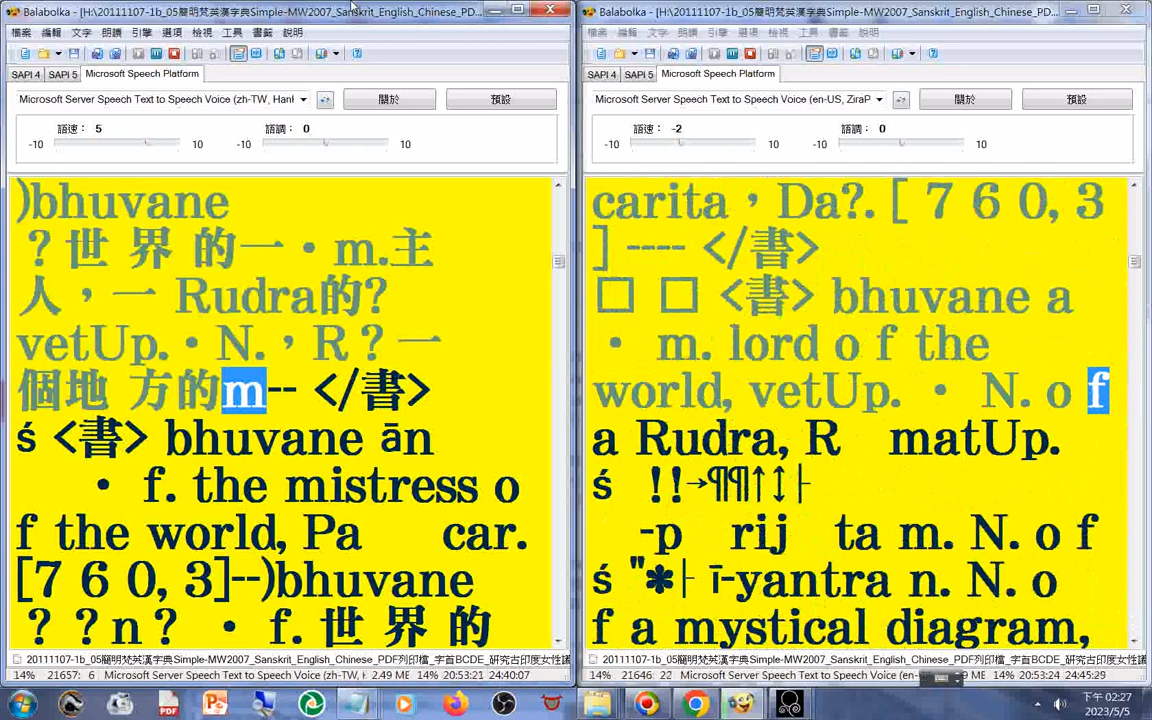 Balabolka - [H:\20111107-1b_05簡明梵英漢字典Simple-MW2007_Sanskrit_English_Chinese_PD...
檔案 編輯 文字 朗讀 引擎 選項 檢視 工具 書籤 說明
SAPI 4 SAPI 5 Microsoft Speech Platform
Microsoft Server Speech Text to Speech Voice (zh-TW, Hanl
關於 預設
語速： 5 語調： 0
-10 10 -10 10
)bhuvane
？世 界 的一‧m.主
人，一 Rudra的?
vetUp.‧N.，R？一
個地 方的m-- </書>
ś <書> bhuvane ān
‧ f. the mistress o
f the world, Pa car.
[7 6 0, 3]--)bhuvane
？？n？ ‧ f. 世 界 的
20111107-1b_05簡明梵英漢字典Simple-MW2007_Sanskrit_English_Chinese_PDF列印檔_字首BCDE_研究古印度女性議
14% 21657: 6 Microsoft Server Speech Text to Speech Voice (zh-TW, H 2.49 MB 14% 20:53:21 24:40:07
Balabolka - [H:\20111107-1b_05簡明梵英漢字典Simple-MW2007_Sanskrit_English_Chinese_PD...
檔案 編輯 文字 朗讀 引擎 選項 檢視 工具 書籤 說明
SAPI 4 SAPI 5 Microsoft Speech Platform
Microsoft Server Speech Text to Speech Voice (en-US, ZiraP
關於 預設
語速： -2 語調： 0
-10 10 -10 10
carita，Da?. [ 7 6 0, 3
] ---- </書>
□ □ <書> bhuvane a
‧ m. lord o f the
world, vetUp. ‧ N. o f
a Rudra, R matUp.
ś !!→¶¶↑↕├
-p rij ta m. N. o f
ś "✱├ ī-yantra n. N. o
f a mystical diagram,
20111107-1b_05簡明梵英漢字典Simple-MW2007_Sanskrit_English_Chinese_PDF列印檔_字首BCDE_研究古印度女性議
14% 21646: 22 Microsoft Server Speech Text to Speech Voice (en-US, 9 MB 14% 20:53:24 24:45:29
下午 02:27
2023/5/5